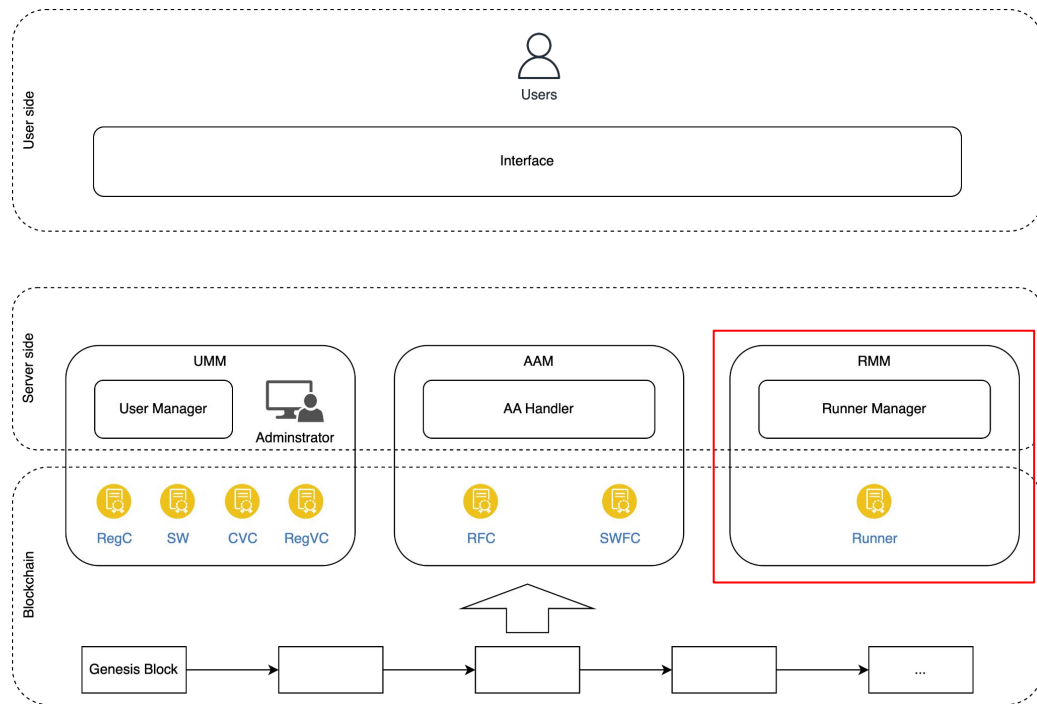 User side
Users
Interface
Server side
UMM
User Manager
Adminstrator
AAM
AA Handler
RMM
Runner Manager
Blockchain
RegC
SW
CVC
RegVC
RFC
SWFC
Runner
Genesis Block
...